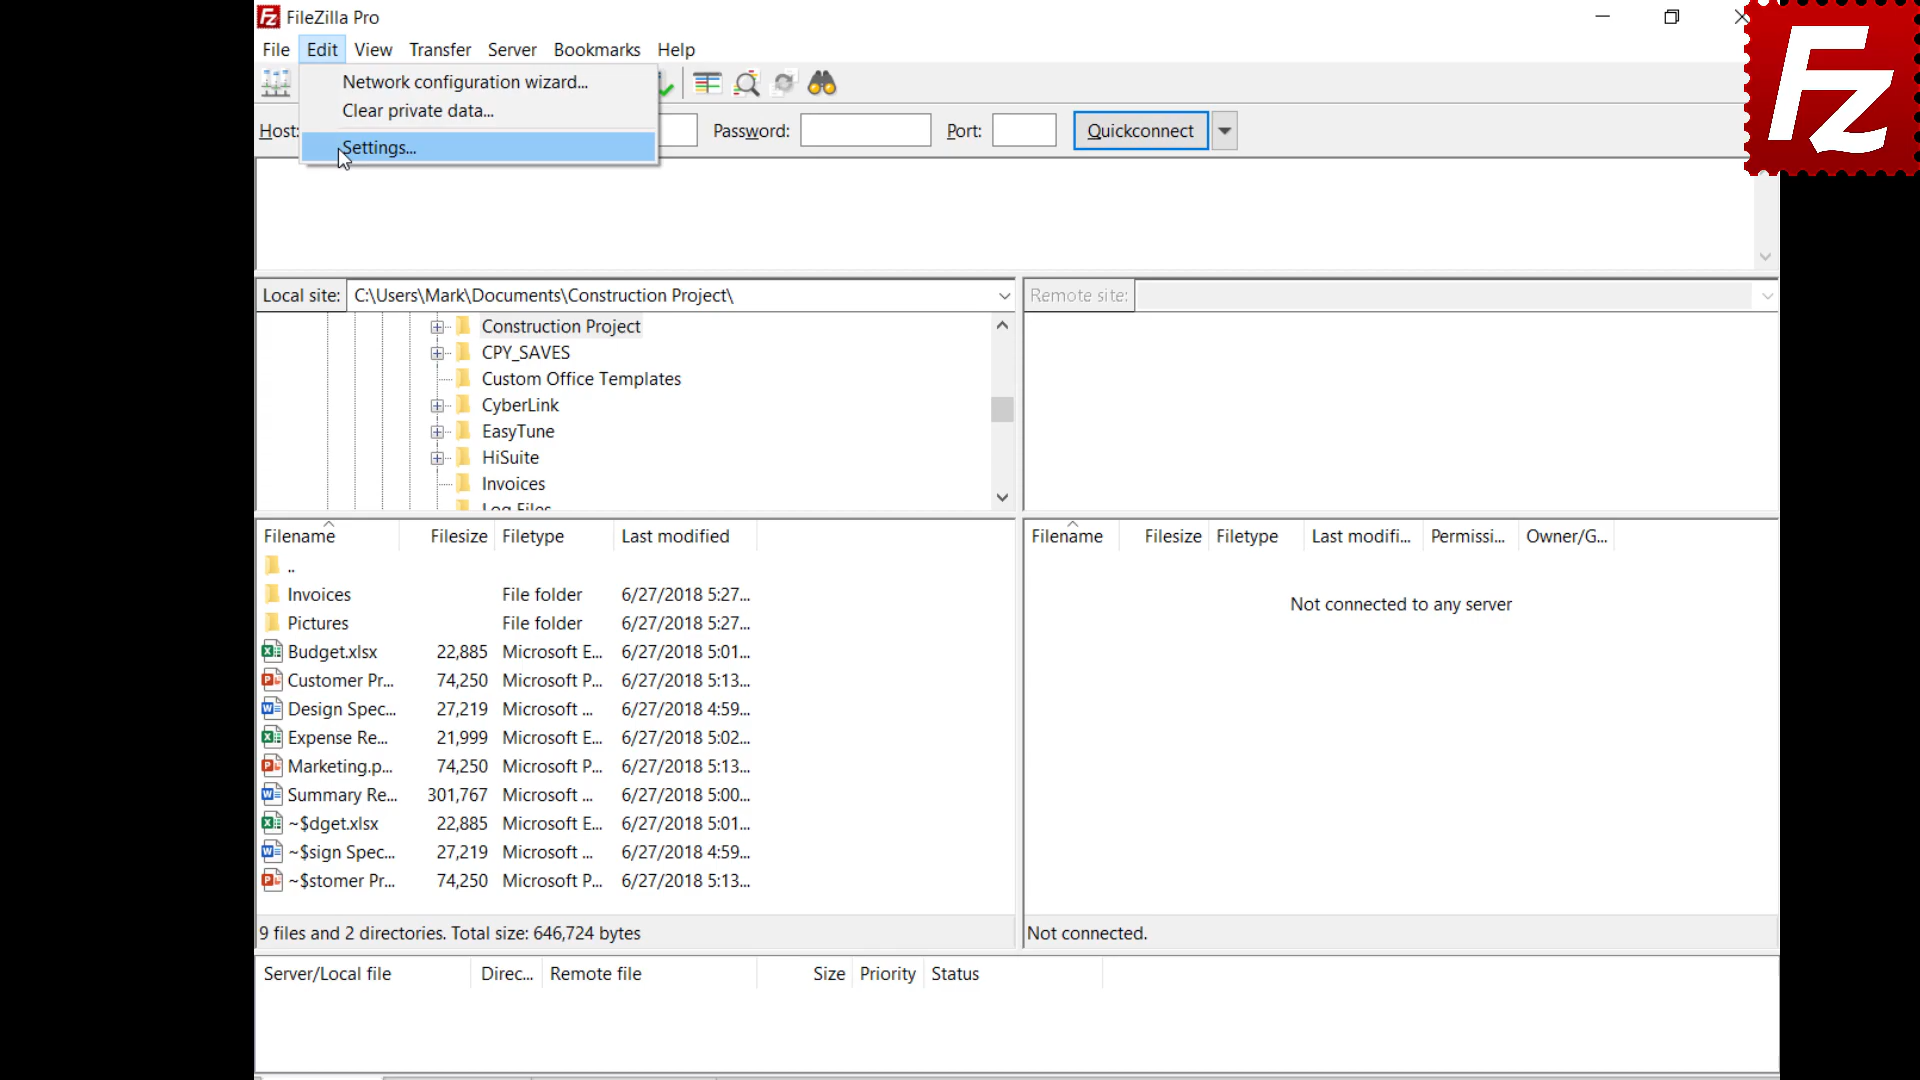 FileZilla Pro
File Edit View Transfer Server Bookmarks Help
Network configuration wizard...
Clear private data...
Settings...
Host: Password: Port: Quickconnect
Fz
Local site: C:\Users\Mark\Documents\Construction Project\
Remote site:
Construction Project
CPY_SAVES
Custom Office Templates
CyberLink
EasyTune
HiSuite
Invoices
Log Files
Filename Filesize Filetype Last modified
..
Invoices File folder 6/27/2018 5:27...
Pictures File folder 6/27/2018 5:27...
Budget.xlsx 22,885 Microsoft E... 6/27/2018 5:01...
Customer Pr... 74,250 Microsoft P... 6/27/2018 5:13...
Design Spec... 27,219 Microsoft ... 6/27/2018 4:59...
Expense Re... 21,999 Microsoft E... 6/27/2018 5:02...
Marketing.p... 74,250 Microsoft P... 6/27/2018 5:13...
Summary Re... 301,767 Microsoft ... 6/27/2018 5:00...
~$dget.xlsx 22,885 Microsoft E... 6/27/2018 5:01...
~$sign Spec... 27,219 Microsoft ... 6/27/2018 4:59...
~$stomer Pr... 74,250 Microsoft P... 6/27/2018 5:13...
9 files and 2 directories. Total size: 646,724 bytes
Filename Filesize Filetype Last modifi... Permissi... Owner/G...
Not connected to any server
Not connected.
Server/Local file Direc... Remote file Size Priority Status